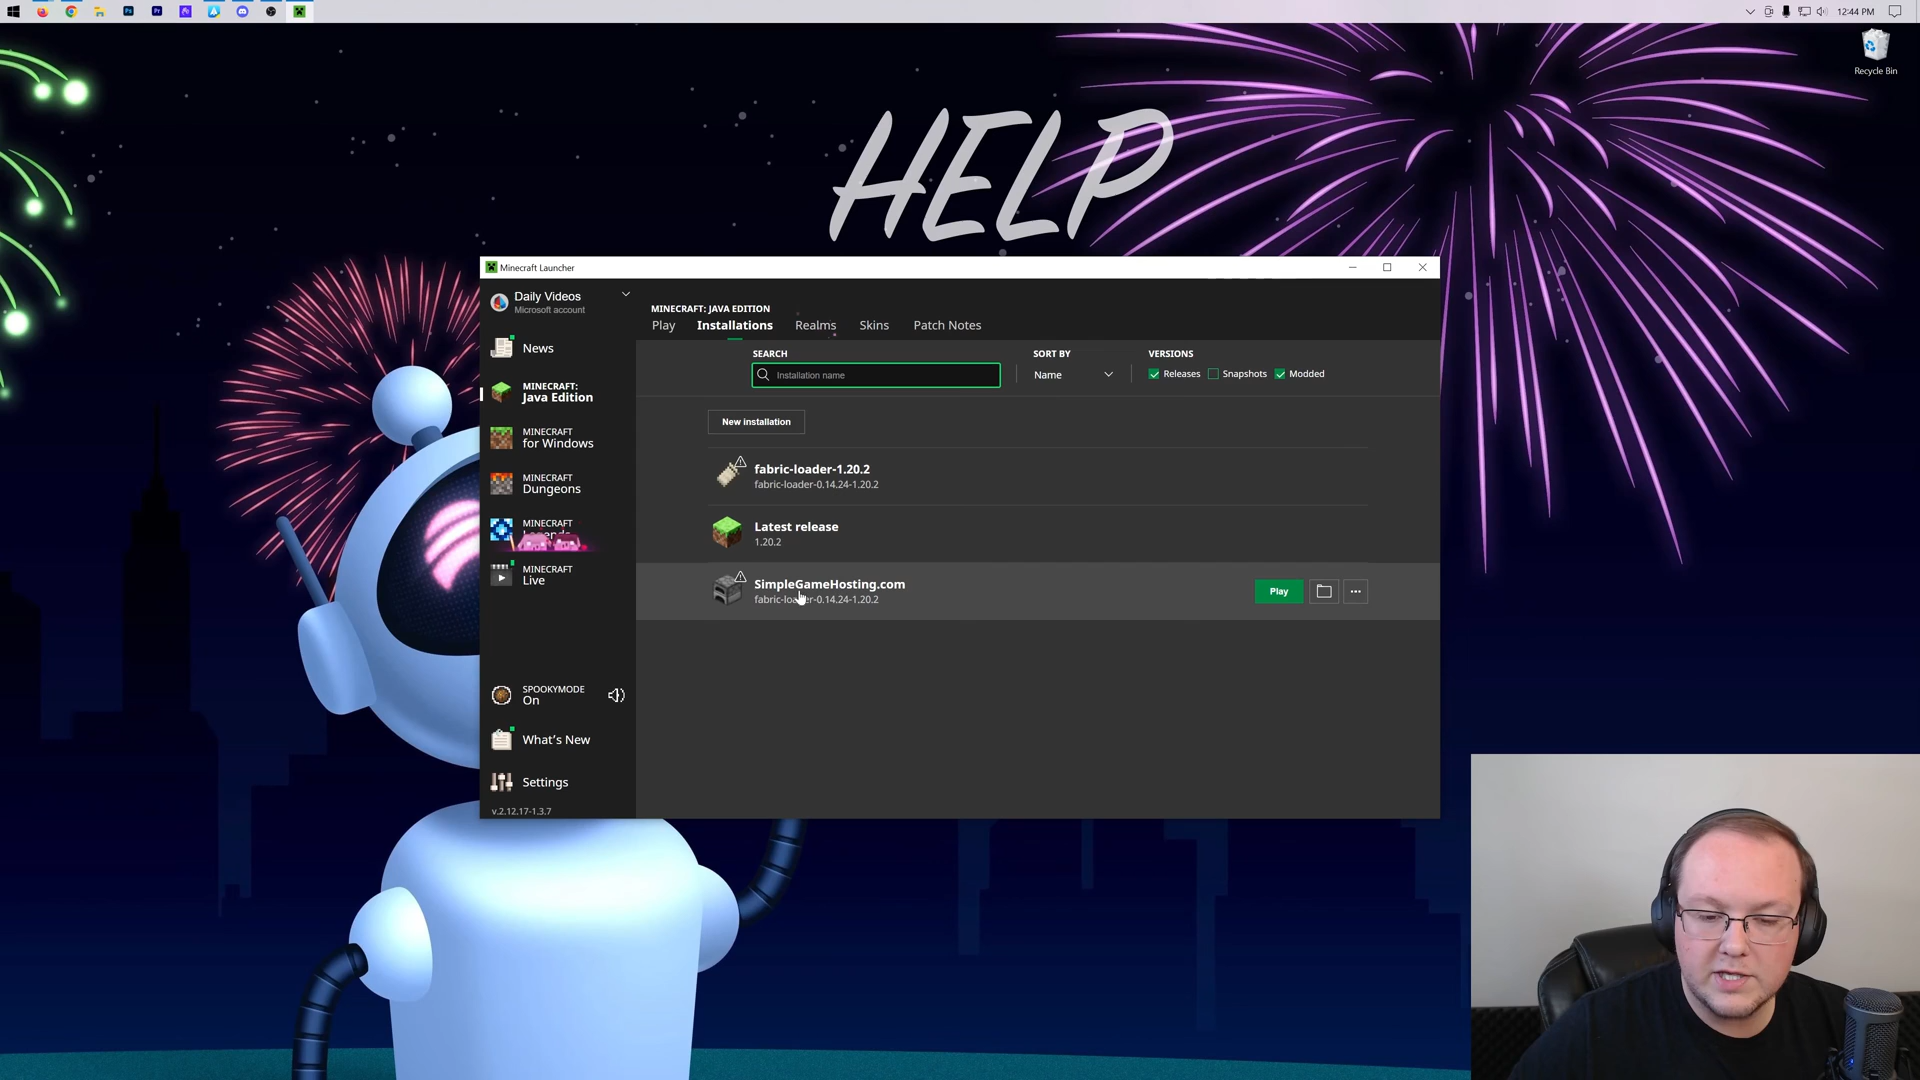 12:44 PM
Recycle Bin
HELP
Minecraft Launcher
Daily Videos
Microsoft account
News
MINECRAFT:
Java Edition
MINECRAFT
for Windows
MINECRAFT
Dungeons
MINECRAFT
MINECRAFT
Live
SPOOKYMODE
On
What's New
Settings
v.2.12.17-1.3.7
MINECRAFT: JAVA EDITION
Play Installations Realms Skins Patch Notes
SEARCH
Installation name
SORT BY
Name
VERSIONS
Releases Snapshots Modded
New installation
fabric-loader-1.20.2
fabric-loader-0.14.24-1.20.2
Latest release
1.20.2
SimpleGameHosting.com
fabric-loader-0.14.24-1.20.2
Play